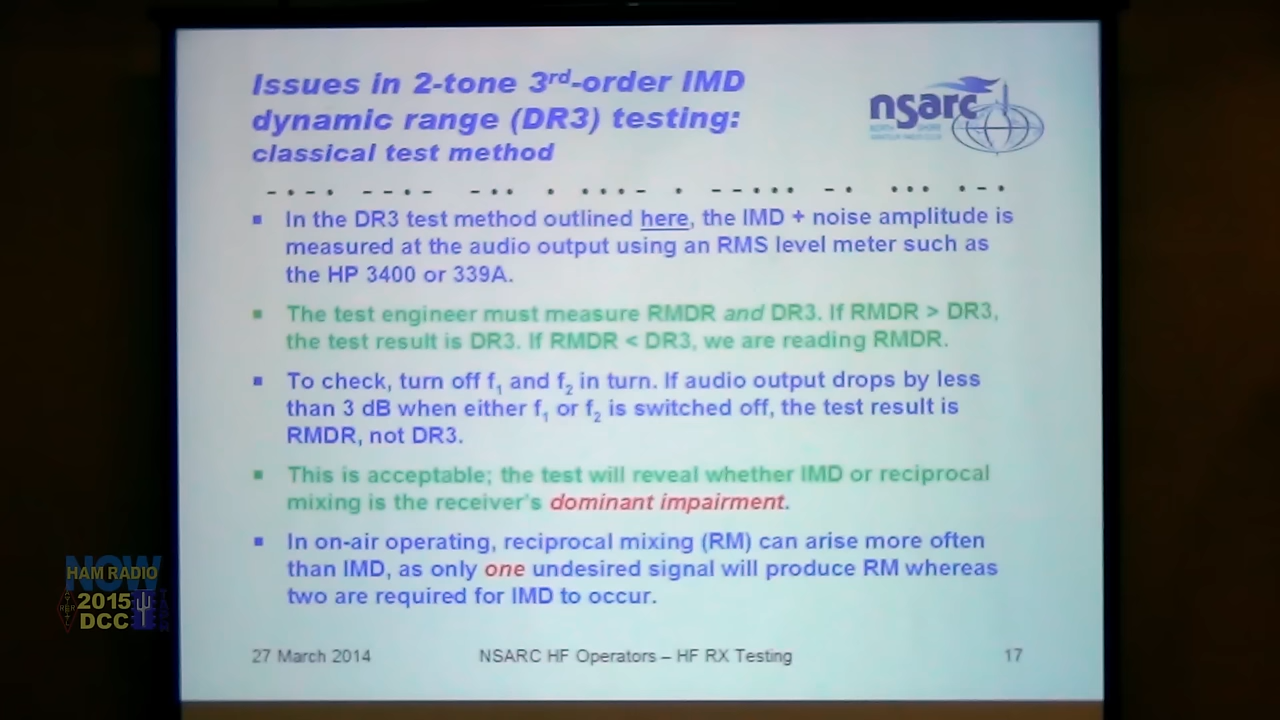 Issues in 2-tone 3rd-order IMD
dynamic range (DR3) testing:
classical test method
nsarc
NORTH SHORE
In the DR3 test method outlined here, the IMD + noise amplitude is
measured at the audio output using an RMS level meter such as
the HP 3400 or 339A.
The test engineer must measure RMDR and DR3. If RMDR > DR3,
the test result is DR3. If RMDR < DR3, we are reading RMDR.
To check, turn off f1 and f2 in turn. If audio output drops by less
than 3 dB when either f1 or f2 is switched off, the test result is
RMDR, not DR3.
This is acceptable; the test will reveal whether IMD or reciprocal
mixing is the receiver's dominant impairment.
In on-air operating, reciprocal mixing (RM) can arise more often
than IMD, as only one undesired signal will produce RM whereas
two are required for IMD to occur.
27 March 2014
NSARC HF Operators – HF RX Testing
17
NOW
HAM RADIO
2015
DCC